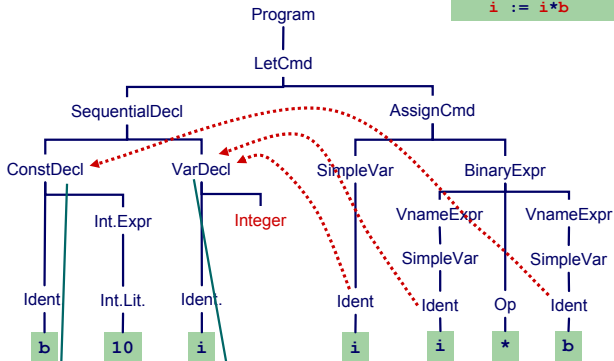 i := i*b
Program
LetCmd
SequentialDecl AssignCmd
ConstDecl VarDecl SimpleVar BinaryExpr
Int.Expr Integer VnameExpr VnameExpr
SimpleVar SimpleVar
Ident Int.Lit. Ident. Ident Ident Op Ident
b 10 i i i * b